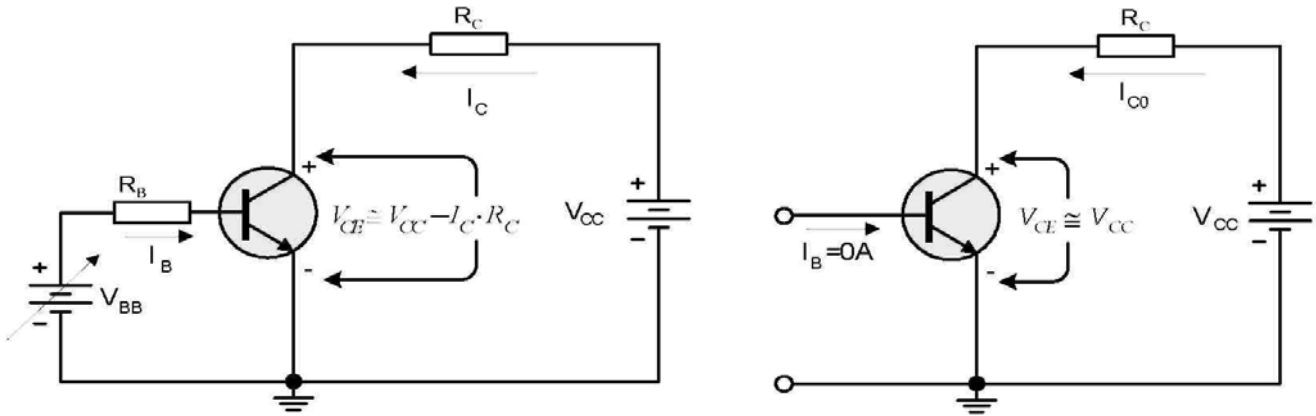 R_C
I_C
R_B
I_B
+
-
V_BB
+
-
V_CE ≅ V_CC − I_C · R_C
+
-
V_CC
R_C
I_C0
I_B=0A
+
-
V_CE ≅ V_CC
+
-
V_CC